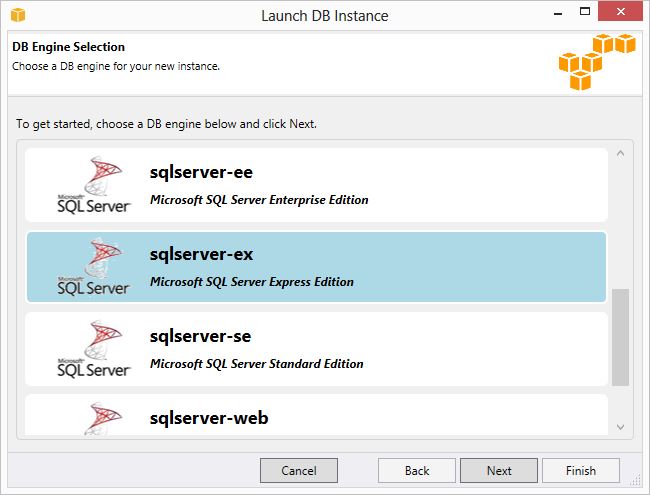 Launch DB Instance
DB Engine Selection
Choose a DB engine for your new instance.
To get started, choose a DB engine below and click Next.
Microsoft
SQL Server
sqlserver-ee
Microsoft SQL Server Enterprise Edition
Microsoft
SQL Server
sqlserver-ex
Microsoft SQL Server Express Edition
Microsoft
SQL Server
sqlserver-se
Microsoft SQL Server Standard Edition
sqlserver-web
Cancel
Back
Next
Finish